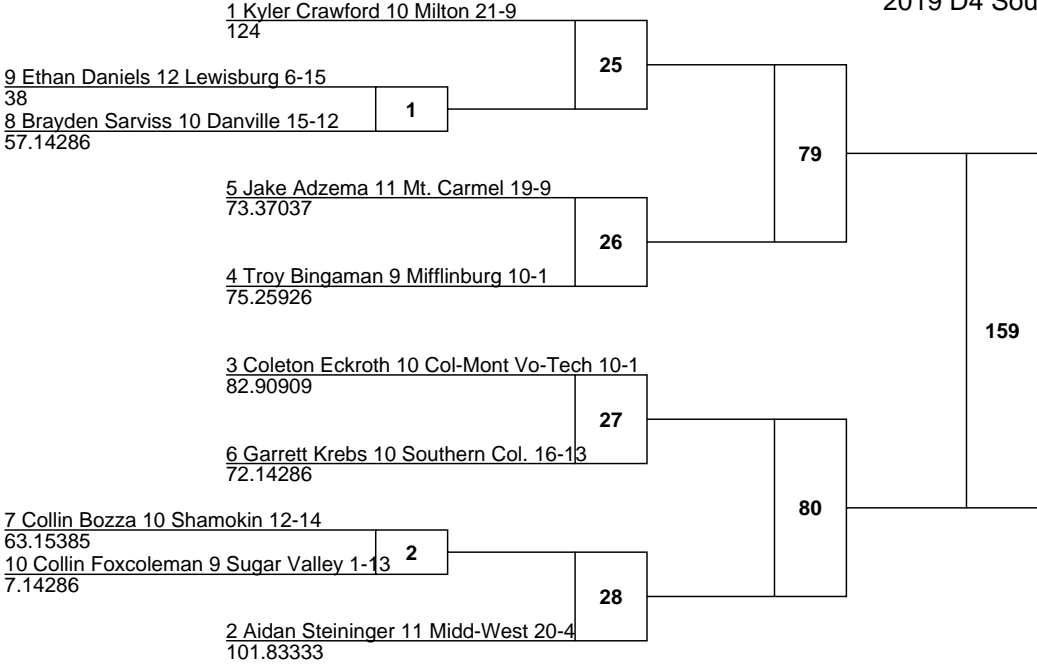 2019 D4 Sou
1 Kyler Crawford 10 Milton 21-9
124
25
9 Ethan Daniels 12 Lewisburg 6-15
38
1
8 Brayden Sarviss 10 Danville 15-12
57.14286
79
5 Jake Adzema 11 Mt. Carmel 19-9
73.37037
26
4 Troy Bingaman 9 Mifflinburg 10-1
75.25926
159
3 Coleton Eckroth 10 Col-Mont Vo-Tech 10-1
82.90909
27
6 Garrett Krebs 10 Southern Col. 16-13
72.14286
80
7 Collin Bozza 10 Shamokin 12-14
63.15385
2
10 Collin Foxcoleman 9 Sugar Valley 1-13
7.14286
28
2 Aidan Steininger 11 Midd-West 20-4
101.83333